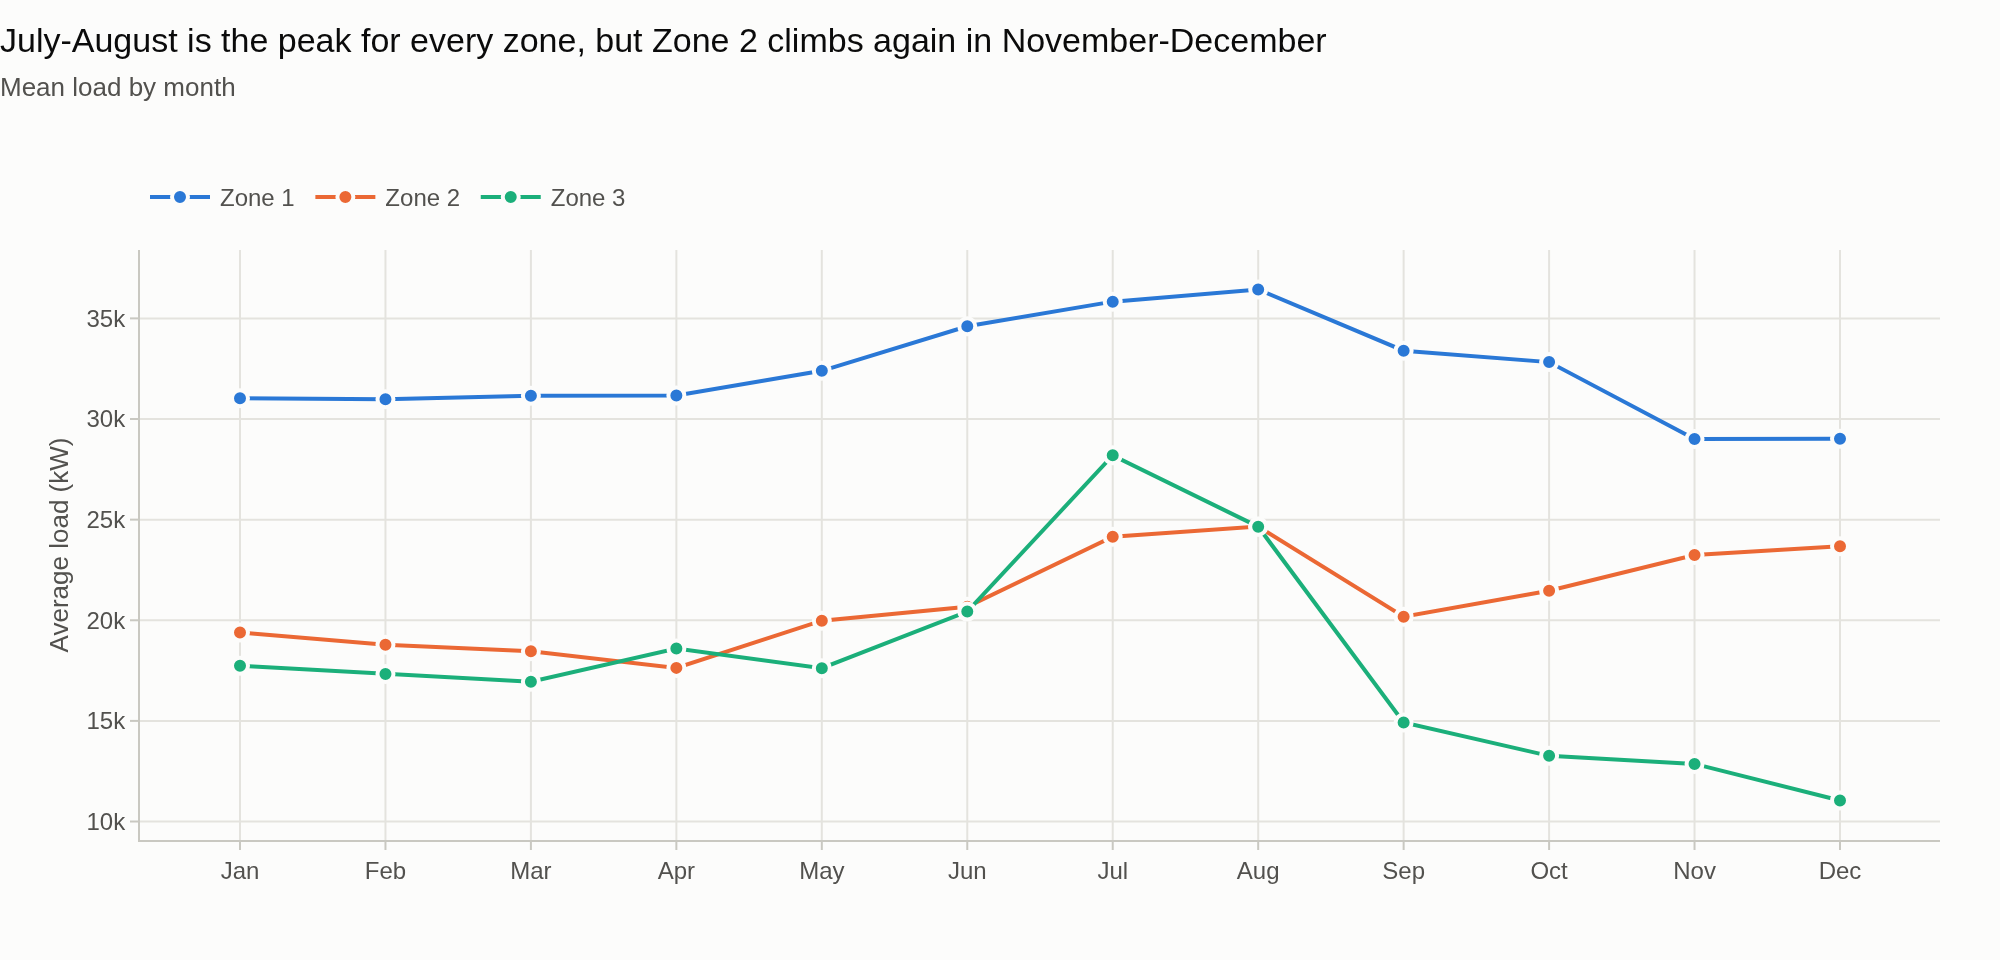 July-August is the peak for every zone, but Zone 2 climbs again in November-December
Mean load by month
Zone 1 Zone 2 Zone 3
Average load (kW)
35k
30k
25k
20k
15k
10k
Jan Feb Mar Apr May Jun Jul Aug Sep Oct Nov Dec